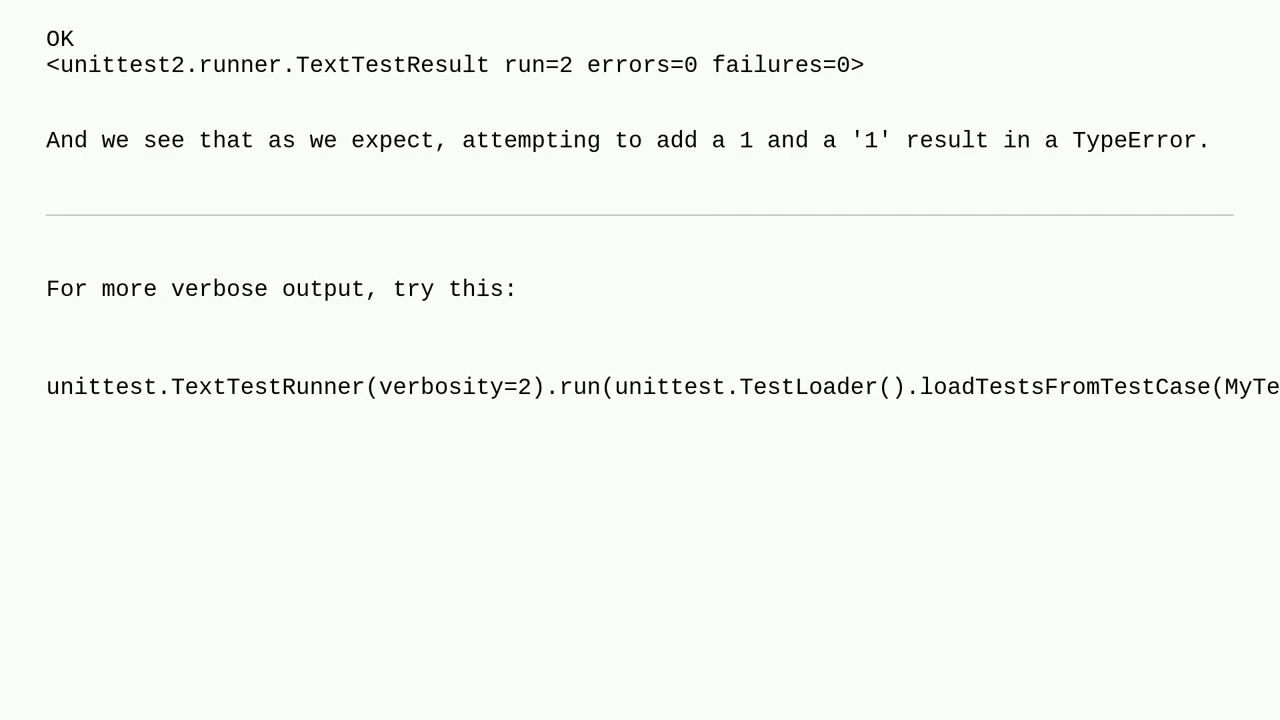 OK
<unittest2.runner.TextTestResult run=2 errors=0 failures=0>
And we see that as we expect, attempting to add a 1 and a '1' result in a TypeError.
For more verbose output, try this:
unittest.TextTestRunner(verbosity=2).run(unittest.TestLoader().loadTestsFromTestCase(MyTe